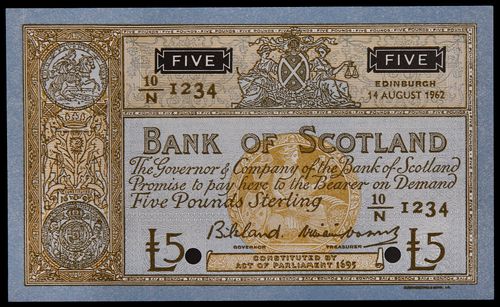 FIVE
FIVE
10/N 1234
EDINBURGH
14 AUGUST 1962
BANK OF SCOTLAND
The Governor & Company of the Bank of Scotland
Promise to pay here to the Bearer on Demand
Five Pounds Sterling
10/N 1234
GOVERNOR
TREASURER
£5
£5
CONSTITUTED BY
ACT OF PARLIAMENT 1695